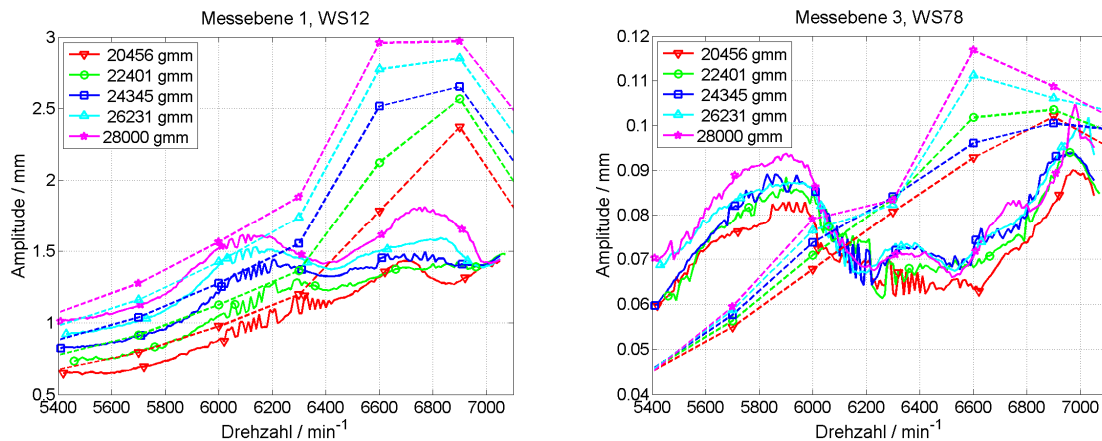 Messebene 1, WS12
3
2.5
2
1.5
1
0.5
Amplitude / mm
20456 gmm
22401 gmm
24345 gmm
26231 gmm
28000 gmm
5400 5600 5800 6000 6200 6400 6600 6800 7000
Drehzahl / min-1
Messebene 3, WS78
0.12
0.11
0.1
0.09
0.08
0.07
0.06
0.05
0.04
Amplitude / mm
20456 gmm
22401 gmm
24345 gmm
26231 gmm
28000 gmm
5400 5600 5800 6000 6200 6400 6600 6800 7000
Drehzahl / min-1